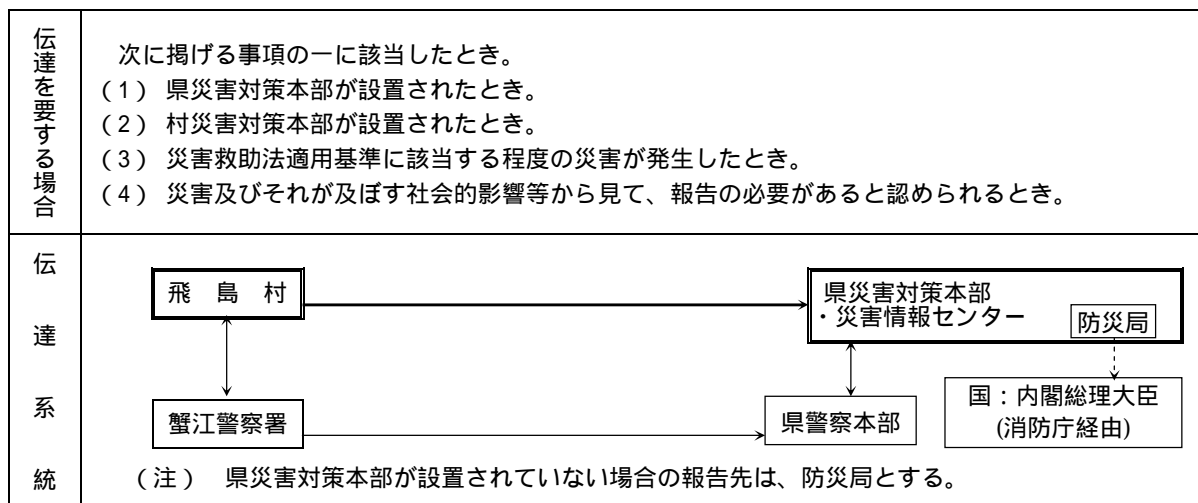 伝達を要する場合
次に掲げる事項の一に該当したとき。
(1) 県災害対策本部が設置されたとき。
(2) 村災害対策本部が設置されたとき。
(3) 災害救助法適用基準に該当する程度の災害が発生したとき。
(4) 災害及びそれが及ぼす社会的影響等から見て、報告の必要があると認められるとき。
伝達系統
飛 島 村
県災害対策本部
・災害情報センター
防災局
蟹江警察署
県警察本部
国:内閣総理大臣
(消防庁経由)
(注) 県災害対策本部が設置されていない場合の報告先は、防災局とする。